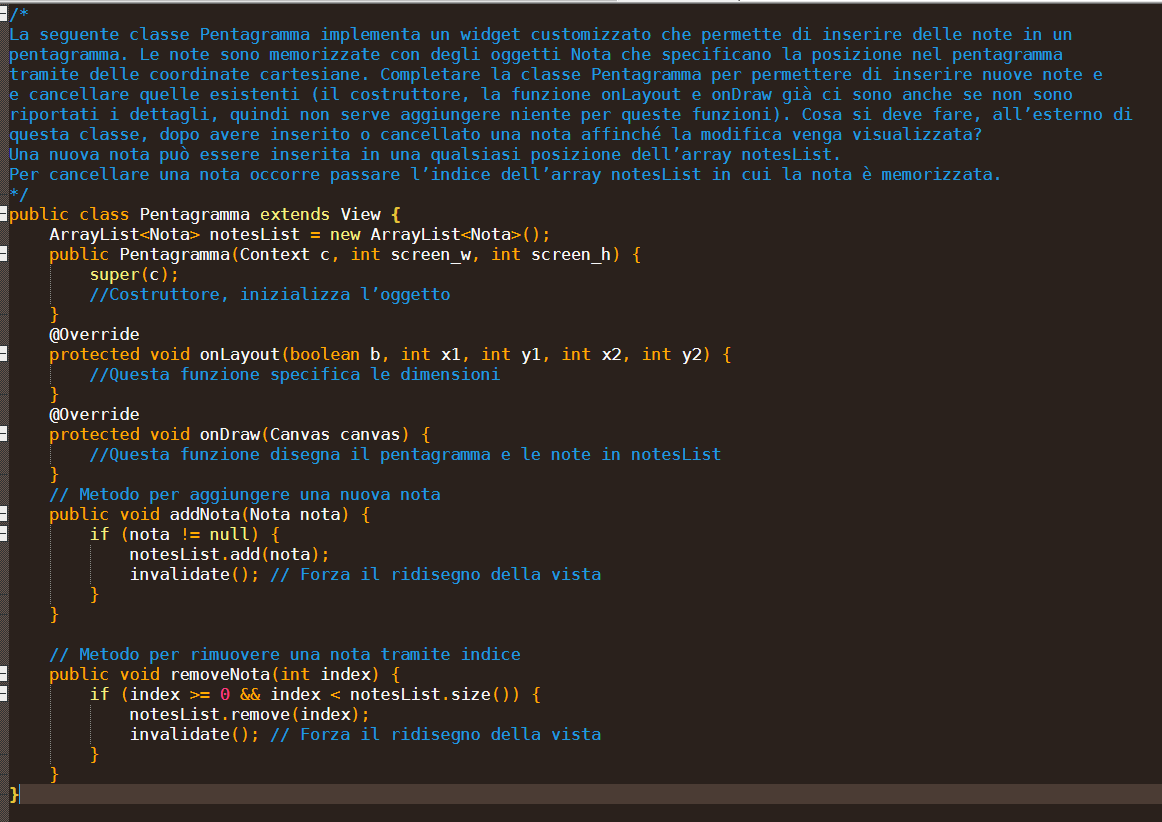 /*
La seguente classe Pentagramma implementa un widget customizzato che permette di inserire delle note in un
pentagramma. Le note sono memorizzate con degli oggetti Nota che specificano la posizione nel pentagramma
tramite delle coordinate cartesiane. Completare la classe Pentagramma per permettere di inserire nuove note e
e cancellare quelle esistenti (il costruttore, la funzione onLayout e onDraw già ci sono anche se non sono
riportati i dettagli, quindi non serve aggiungere niente per queste funzioni). Cosa si deve fare, all’esterno di
questa classe, dopo avere inserito o cancellato una nota affinché la modifica venga visualizzata?
Una nuova nota può essere inserita in una qualsiasi posizione dell’array notesList.
Per cancellare una nota occorre passare l’indice dell’array notesList in cui la nota è memorizzata.
*/
public class Pentagramma extends View {
    ArrayList<Nota> notesList = new ArrayList<Nota>();
    public Pentagramma(Context c, int screen_w, int screen_h) {
        super(c);
        //Costruttore, inizializza l’oggetto
    }
    @Override
    protected void onLayout(boolean b, int x1, int y1, int x2, int y2) {
        //Questa funzione specifica le dimensioni
    }
    @Override
    protected void onDraw(Canvas canvas) {
        //Questa funzione disegna il pentagramma e le note in notesList
    }
    // Metodo per aggiungere una nuova nota
    public void addNota(Nota nota) {
        if (nota != null) {
            notesList.add(nota);
            invalidate(); // Forza il ridisegno della vista
        }
    }

    // Metodo per rimuovere una nota tramite indice
    public void removeNota(int index) {
        if (index >= 0 && index < notesList.size()) {
            notesList.remove(index);
            invalidate(); // Forza il ridisegno della vista
        }
    }
}